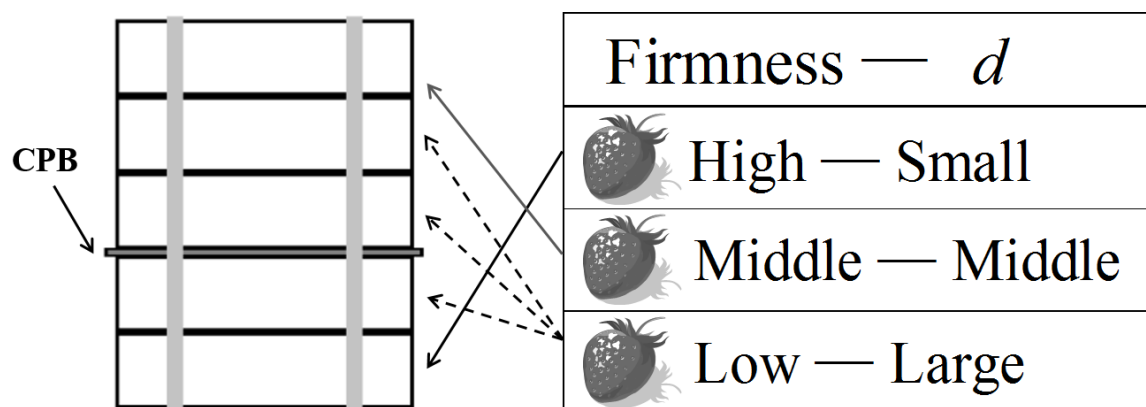 CPB
Firmness — d
High — Small
Middle — Middle
Low — Large